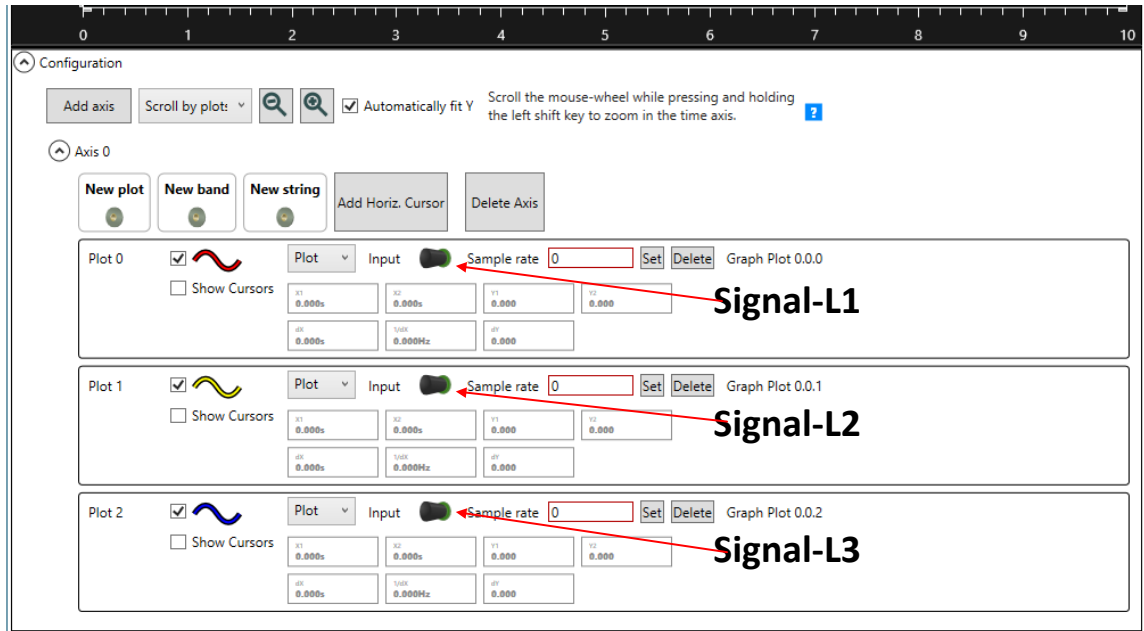 0 1 2 3 4 5 6 7 8 9 10
Configuration
Add axis Scroll by plot: Automatically fit Y Scroll the mouse-wheel while pressing and holding
the left shift key to zoom in the time axis. ?
Axis 0
New plot New band New string Add Horiz. Cursor Delete Axis
Plot 0 Plot Input Sample rate 0 Set Delete Graph Plot 0.0.0
Show Cursors X1 X2 Y1 Y2
0.000s 0.000s 0.000 0.000
Signal-L1
dX 1/dX dY
0.000s 0.000Hz 0.000
Plot 1 Plot Input Sample rate 0 Set Delete Graph Plot 0.0.1
Show Cursors X1 X2 Y1 Y2
0.000s 0.000s 0.000 0.000
Signal-L2
dX 1/dX dY
0.000s 0.000Hz 0.000
Plot 2 Plot Input Sample rate 0 Set Delete Graph Plot 0.0.2
Show Cursors X1 X2 Y1 Y2
0.000s 0.000s 0.000 0.000
Signal-L3
dX 1/dX dY
0.000s 0.000Hz 0.000